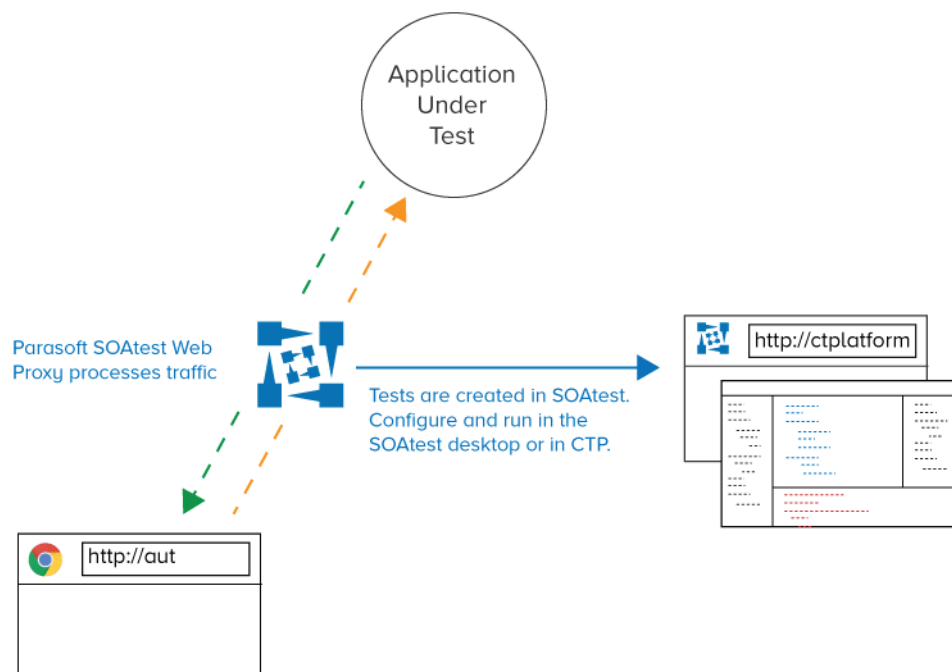 Application
Under
Test
Parasoft SOAtest Web
Proxy processes traffic
Tests are created in SOAtest.
Configure and run in the
SOAtest desktop or in CTP.
http://ctplatform
http://aut